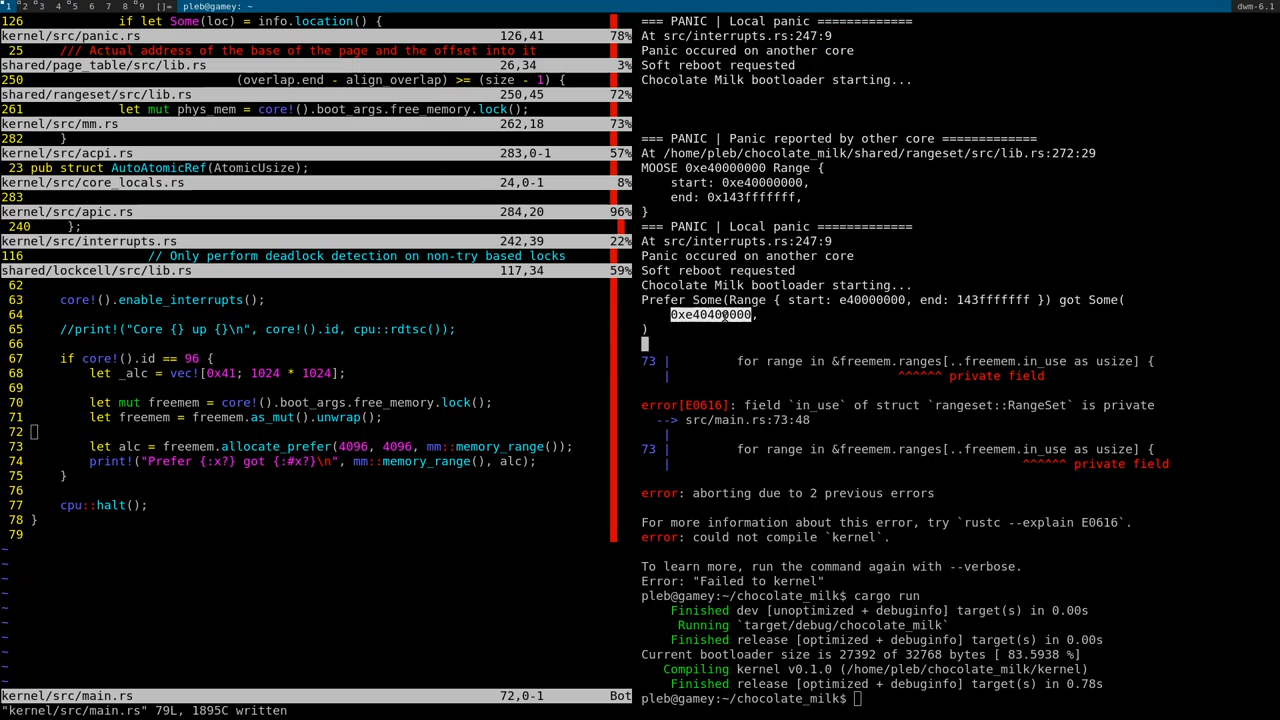 1 2 3 4 5 6 7 8 9 []= pleb@gamey: ~ dwm-6.1
126 if let Some(loc) = info.location() {
kernel/src/panic.rs 126,41 78%
25 /// Actual address of the base of the page and the offset into it
shared/page_table/src/lib.rs 26,34 3%
250 (overlap.end - align_overlap) >= (size - 1) {
shared/rangeset/src/lib.rs 250,45 72%
261 let mut phys_mem = core!().boot_args.free_memory.lock();
kernel/src/mm.rs 262,18 73%
282 }
kernel/src/acpi.rs 283,0-1 57%
23 pub struct AutoAtomicRef(AtomicUsize);
kernel/src/core_locals.rs 24,0-1 8%
283
kernel/src/apic.rs 284,20 96%
240 };
kernel/src/interrupts.rs 242,39 22%
116 // Only perform deadlock detection on non-try based locks
shared/lockcell/src/lib.rs 117,34 59%
62
63 core!().enable_interrupts();
64
65 //print!("Core {} up {}\n", core!().id, cpu::rdtsc());
66
67 if core!().id == 96 {
68 let _alc = vec![0x41; 1024 * 1024];
69
70 let mut freemem = core!().boot_args.free_memory.lock();
71 let freemem = freemem.as_mut().unwrap();
72
73 let alc = freemem.allocate_prefer(4096, 4096, mm::memory_range());
74 print!("Prefer {:x?} got {:#x?}\n", mm::memory_range(), alc);
75 }
76
77 cpu::halt();
78 }
79
~
~
~
~
~
~
~
~
~
~
kernel/src/main.rs 72,0-1 Bot
"kernel/src/main.rs" 79L, 1895C written
=== PANIC | Local panic =============
At src/interrupts.rs:247:9
Panic occured on another core
Soft reboot requested
Chocolate Milk bootloader starting...
=== PANIC | Panic reported by other core =============
At /home/pleb/chocolate_milk/shared/rangeset/src/lib.rs:272:29
MOOSE 0xe40000000 Range {
start: 0xe40000000,
end: 0x143fffffff,
}
=== PANIC | Local panic =============
At src/interrupts.rs:247:9
Panic occured on another core
Soft reboot requested
Chocolate Milk bootloader starting...
Prefer Some(Range { start: e40000000, end: 143fffffff }) got Some(
0xe40400000,
)
73 | for range in &freemem.ranges[..freemem.in_use as usize] {
| ^^^^^^ private field
error[E0616]: field `in_use` of struct `rangeset::RangeSet` is private
--> src/main.rs:73:48
|
73 | for range in &freemem.ranges[..freemem.in_use as usize] {
| ^^^^^^ private field
error: aborting due to 2 previous errors
For more information about this error, try `rustc --explain E0616`.
error: could not compile `kernel`.
To learn more, run the command again with --verbose.
Error: "Failed to kernel"
pleb@gamey:~/chocolate_milk$ cargo run
Finished dev [unoptimized + debuginfo] target(s) in 0.00s
Running `target/debug/chocolate_milk`
Finished release [optimized + debuginfo] target(s) in 0.00s
Current bootloader size is 27392 of 32768 bytes [ 83.5938 %]
Compiling kernel v0.1.0 (/home/pleb/chocolate_milk/kernel)
Finished release [optimized + debuginfo] target(s) in 0.78s
pleb@gamey:~/chocolate_milk$